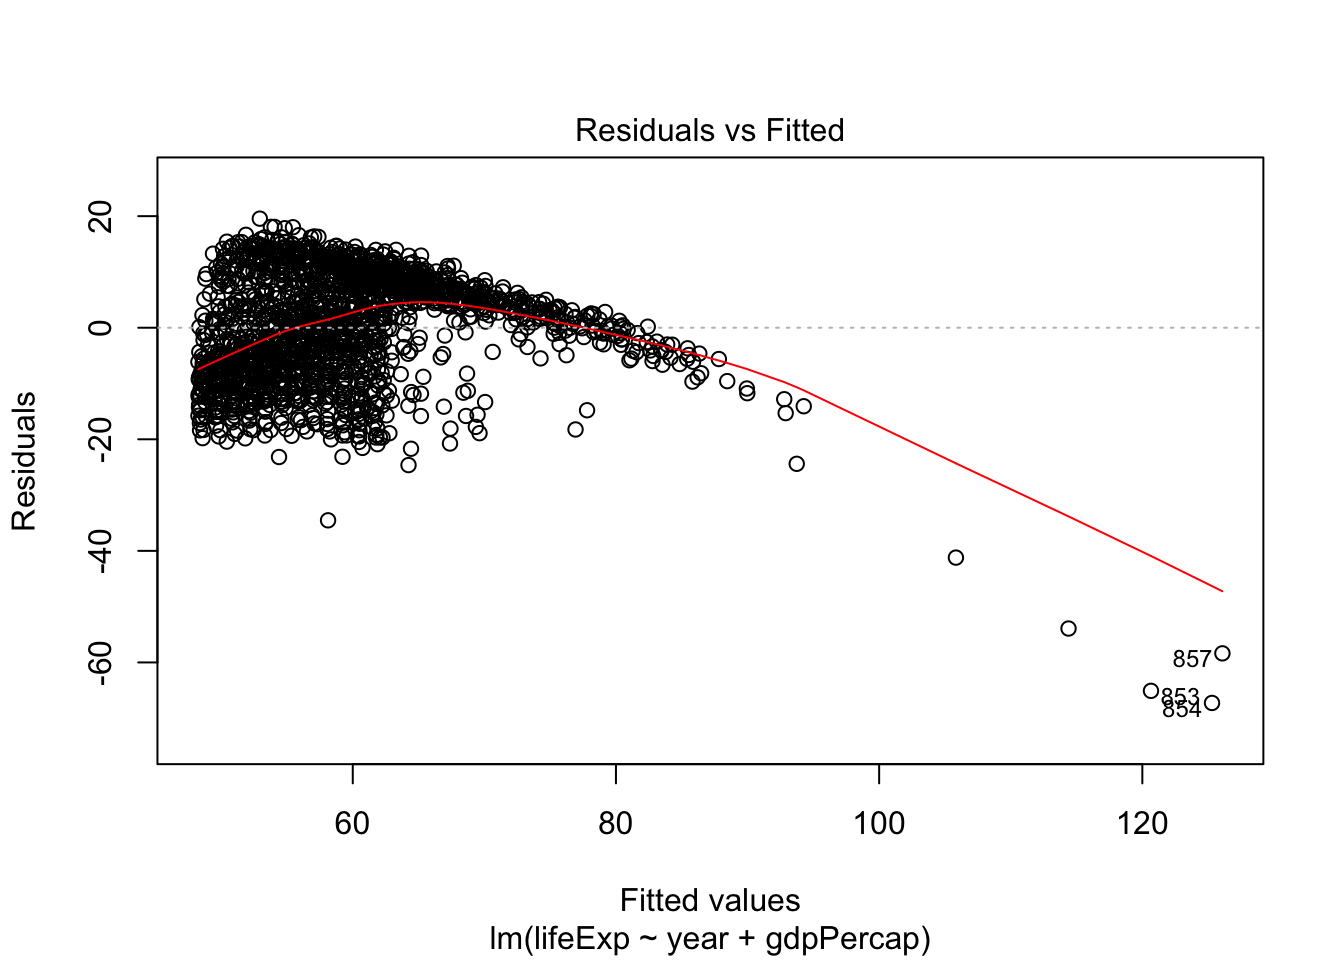 Residuals vs Fitted
20
0
-20
-40
-60
Residuals
857
853
854
60 80 100 120
Fitted values
lm(lifeExp ~ year + gdpPercap)